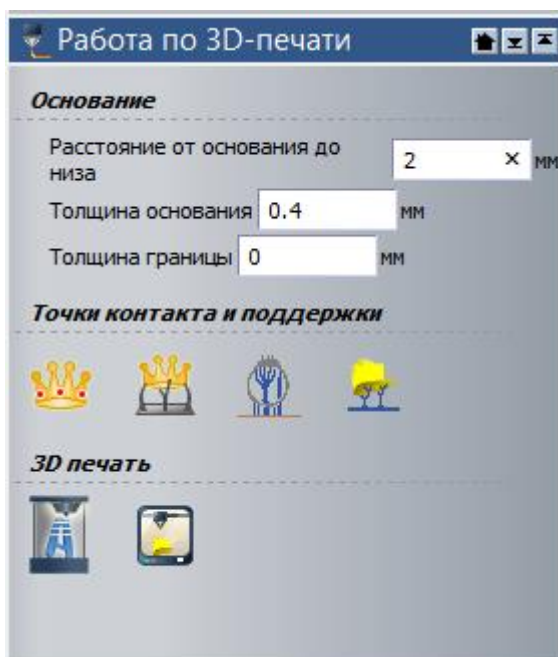 Работа по 3D-печати
Основание
Расстояние от основания до
низа
2
мм
Толщина основания 0.4 мм
Толщина границы 0 мм
Точки контакта и поддержки
3D печать